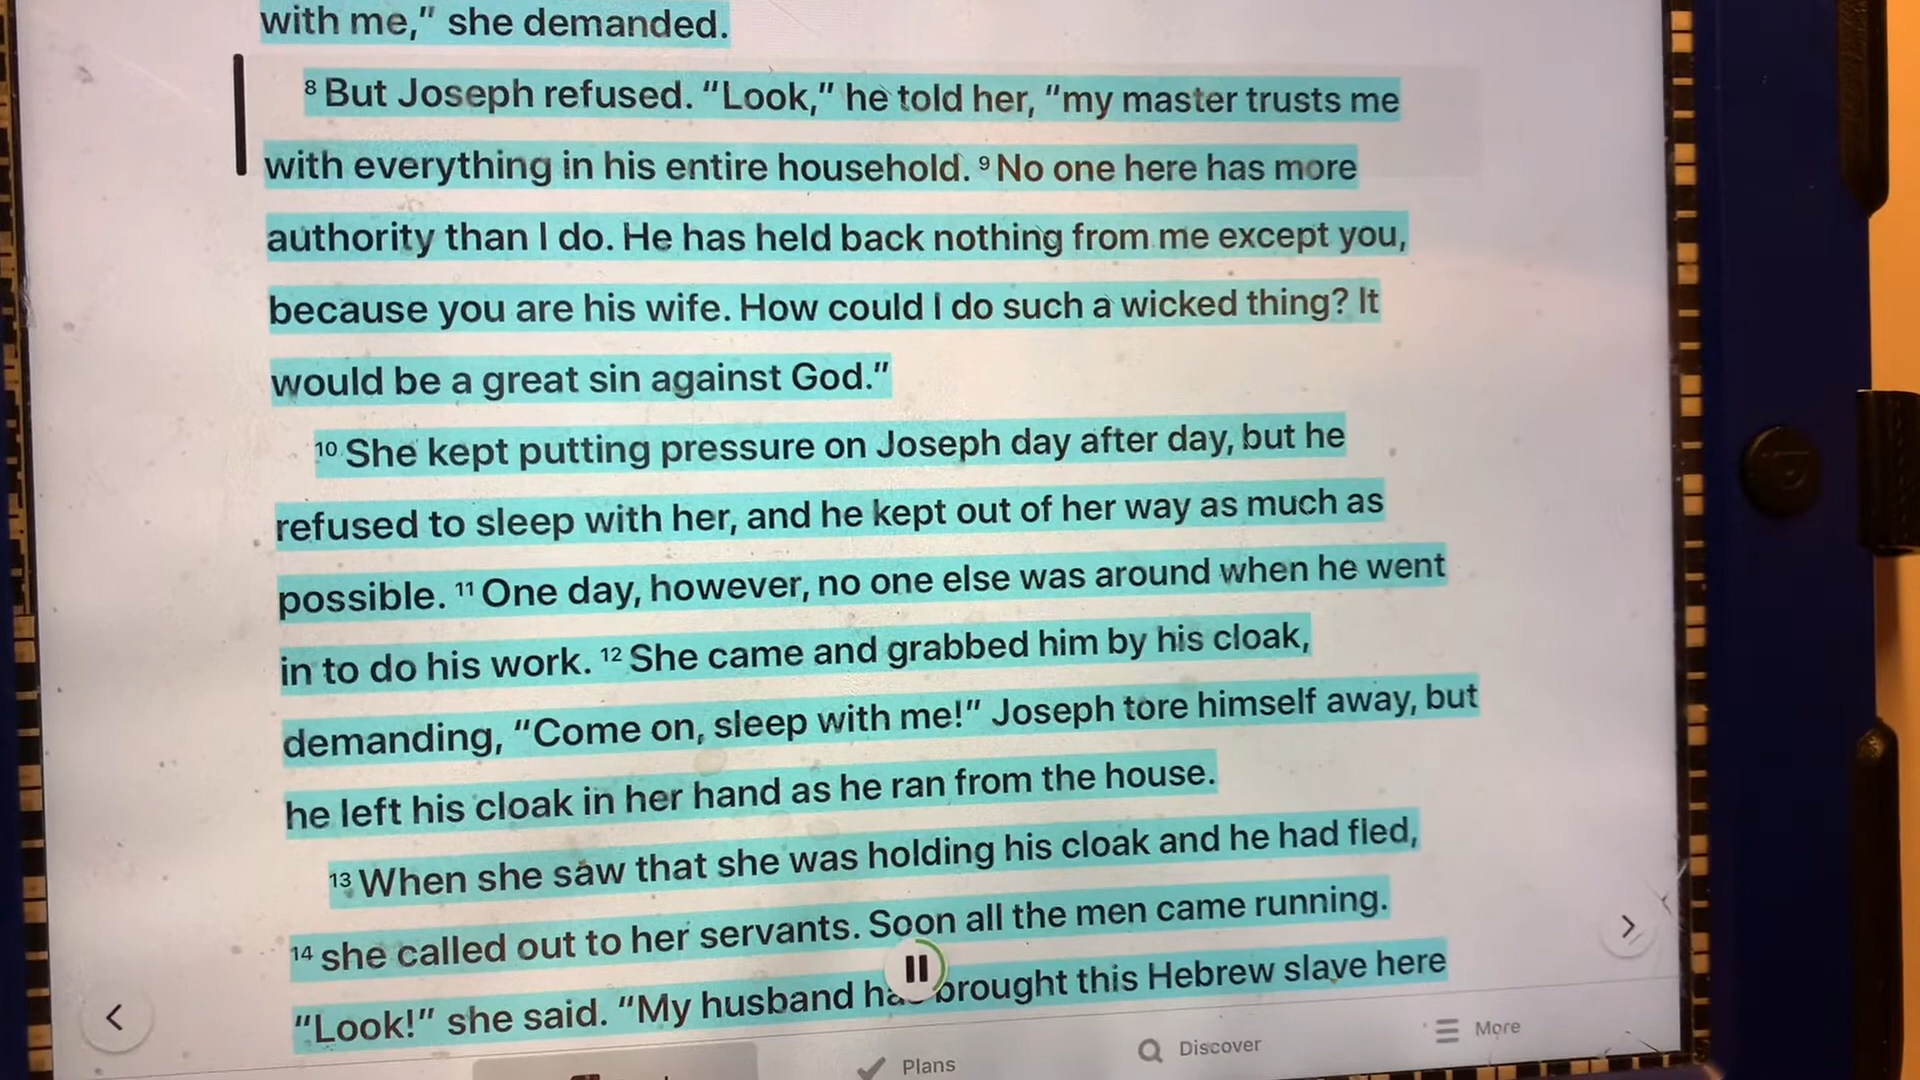 with me,” she demanded.
8 But Joseph refused. “Look,” he told her, “my master trusts me
with everything in his entire household. 9 No one here has more
authority than I do. He has held back nothing from me except you,
because you are his wife. How could I do such a wicked thing? It
would be a great sin against God.”
10 She kept putting pressure on Joseph day after day, but he
refused to sleep with her, and he kept out of her way as much as
possible. 11 One day, however, no one else was around when he went
in to do his work. 12 She came and grabbed him by his cloak,
demanding, “Come on, sleep with me!” Joseph tore himself away, but
he left his cloak in her hand as he ran from the house.
13 When she saw that she was holding his cloak and he had fled,
14 she called out to her servants. Soon all the men came running.
“Look!” she said. “My husband has brought this Hebrew slave here
Plans
Discover
More